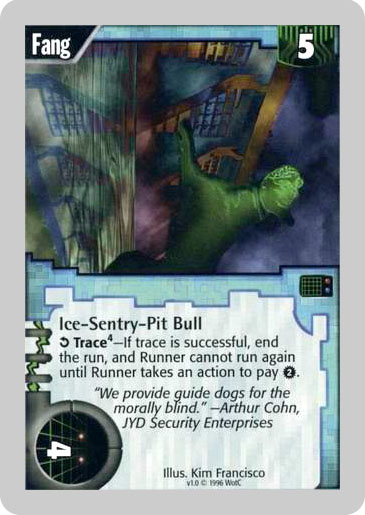 Fang
5
Ice-Sentry-Pit Bull
Trace4—If trace is successful, end
the run, and Runner cannot run again
until Runner takes an action to pay 2.
"We provide guide dogs for the
morally blind." —Arthur Cohn,
JYD Security Enterprises
4
Illus. Kim Francisco
v1.0 © 1996 WotC